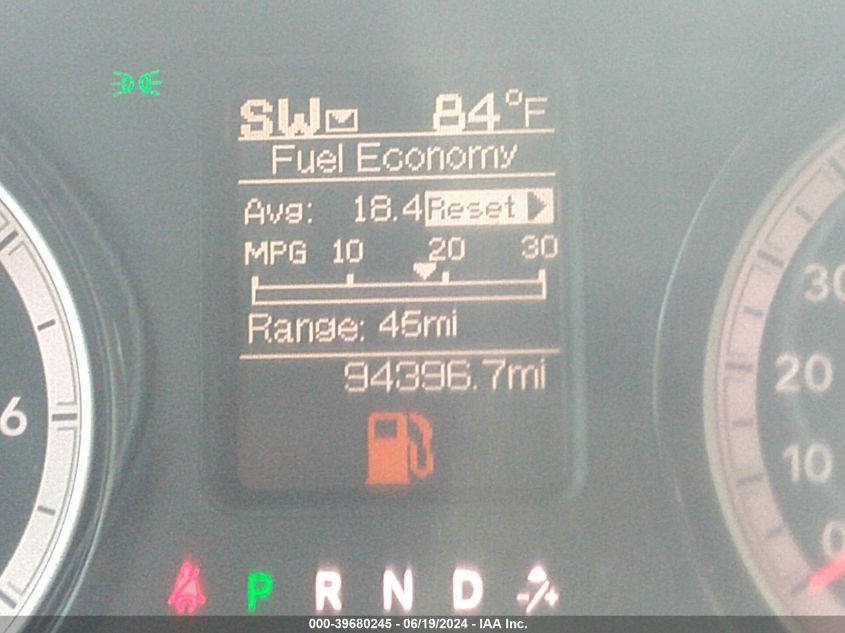 SW 84°F
Fuel Economy
Avg: 18.4 Reset
MPG 10 20 30
Range: 46mi
94396.7mi
6
30
20
10
0
P R N D
000-39680245 - 06/19/2024 - IAA Inc.